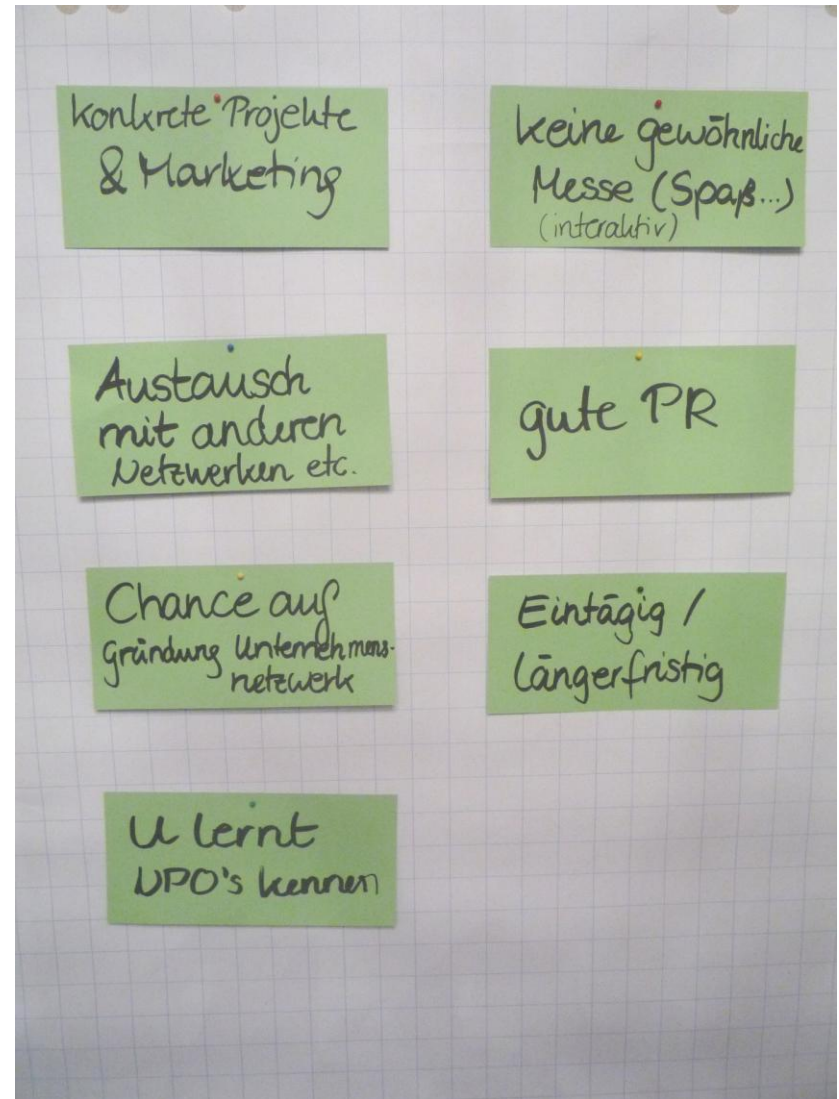 Konkrete Projekte
& Marketing
keine gewöhnliche
Messe (Spaß...)
(interaktiv)
Austausch
mit anderen
Netzwerken etc.
gute PR
Chance auf
Gründung Unternehmens-
netzwerk
Eintägig /
Längerfristig
U lernt
NPO's kennen